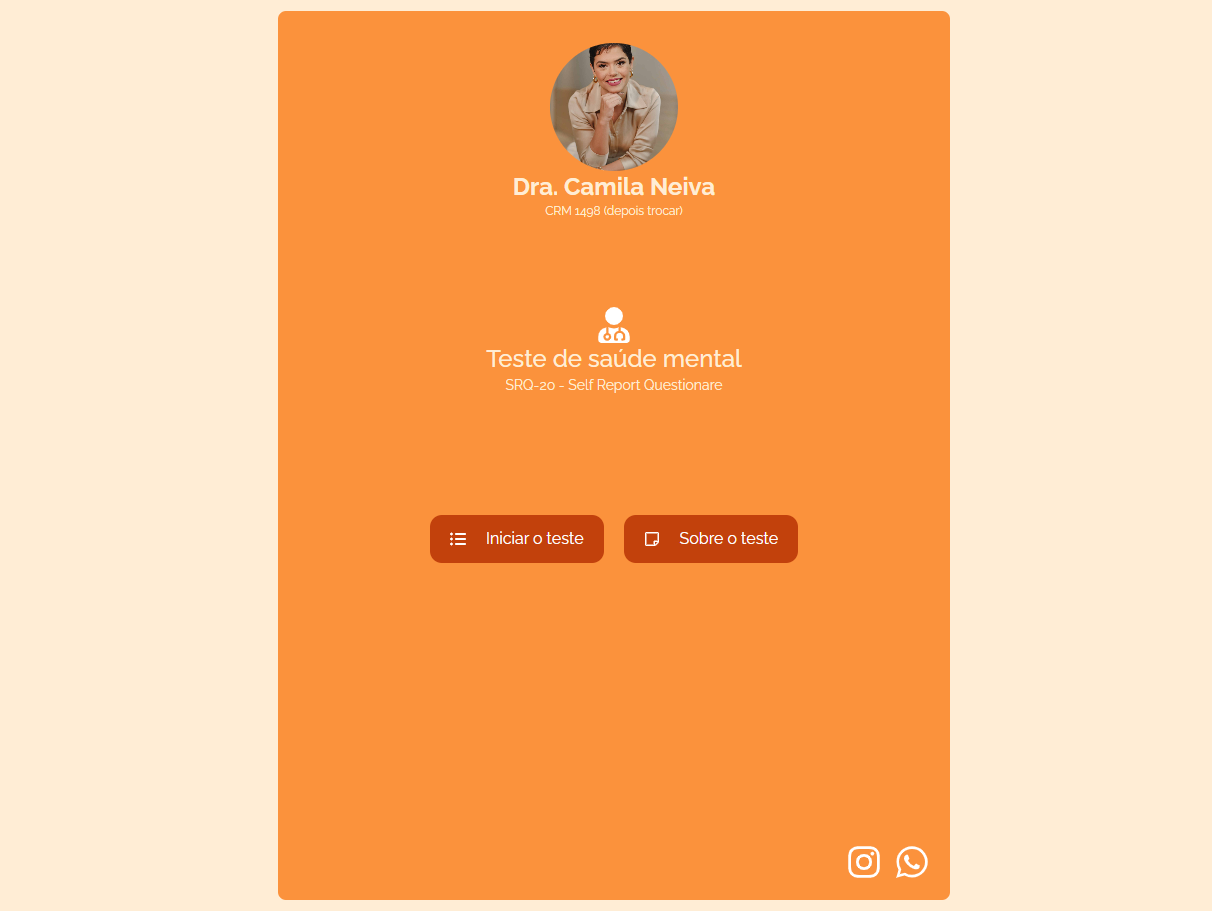 Dra. Camila Neiva
CRM 1498 (depois trocar)
Teste de saúde mental
SRQ-20 - Self Report Questionare
Iniciar o teste
Sobre o teste